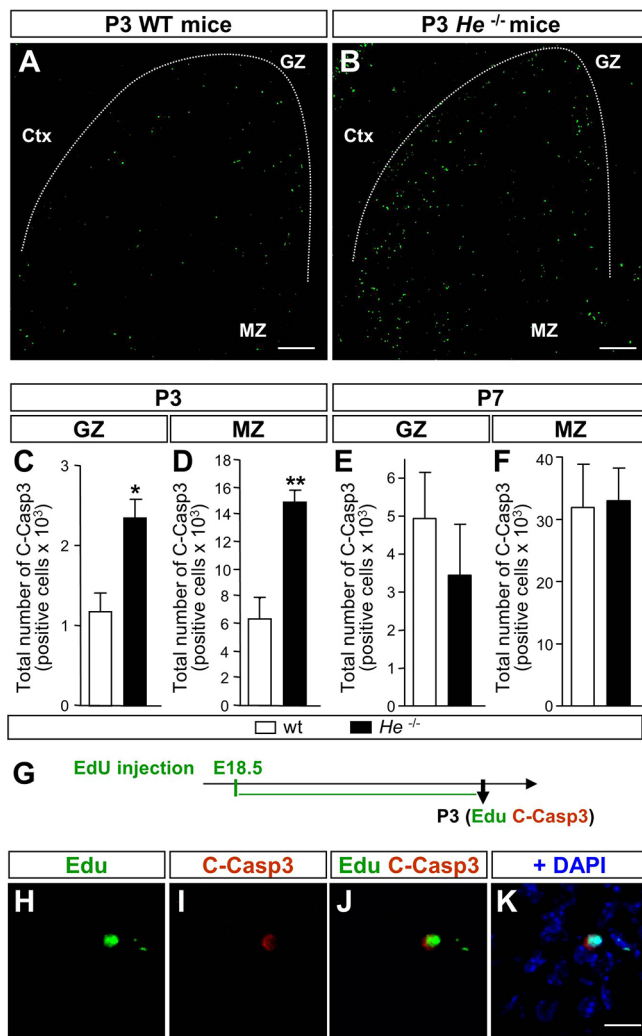 P3 WT mice
P3 He -/- mice
A
GZ
Ctx
MZ
B
GZ
Ctx
MZ
P3
P7
GZ
MZ
GZ
MZ
C
Total number of C-Casp3
(positive cells x 10³)
3
2
1
0
*
D
Total number of C-Casp3
(positive cells x 10³)
18
16
14
12
10
8
6
4
2
0
**
E
Total number of C-Casp3
(positive cells x 10³)
6
5
4
3
2
1
0
F
Total number of C-Casp3
(positive cells x 10³)
40
30
20
10
0
wt
He -/-
G
EdU injection
E18.5
P3 (Edu C-Casp3)
Edu
C-Casp3
Edu C-Casp3
+ DAPI
H
I
J
K